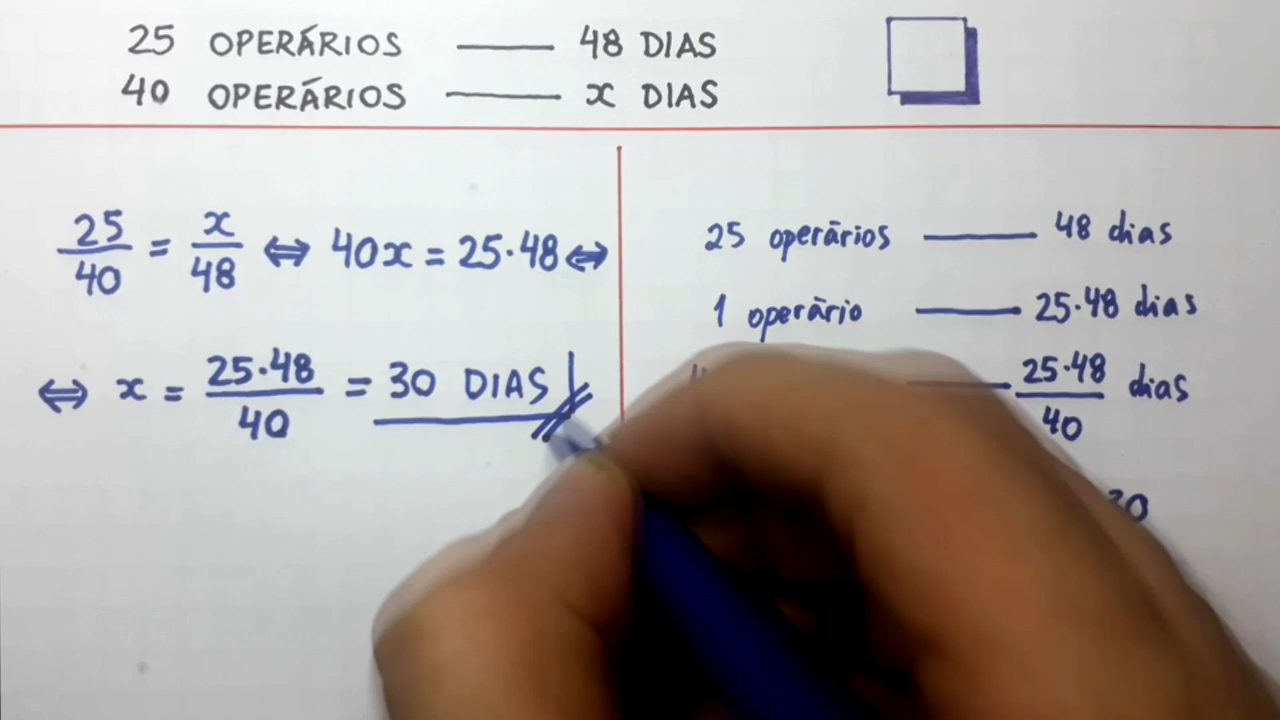 25 OPERÁRIOS —— 48 DIAS
40 OPERÁRIOS —— x DIAS
25/40 = x/48 ⇔ 40x = 25·48 ⇔
⇔ x = 25·48/40 = 30 DIAS
25 operários —— 48 dias
1 operário —— 25·48 dias
—— 25·48/40 dias